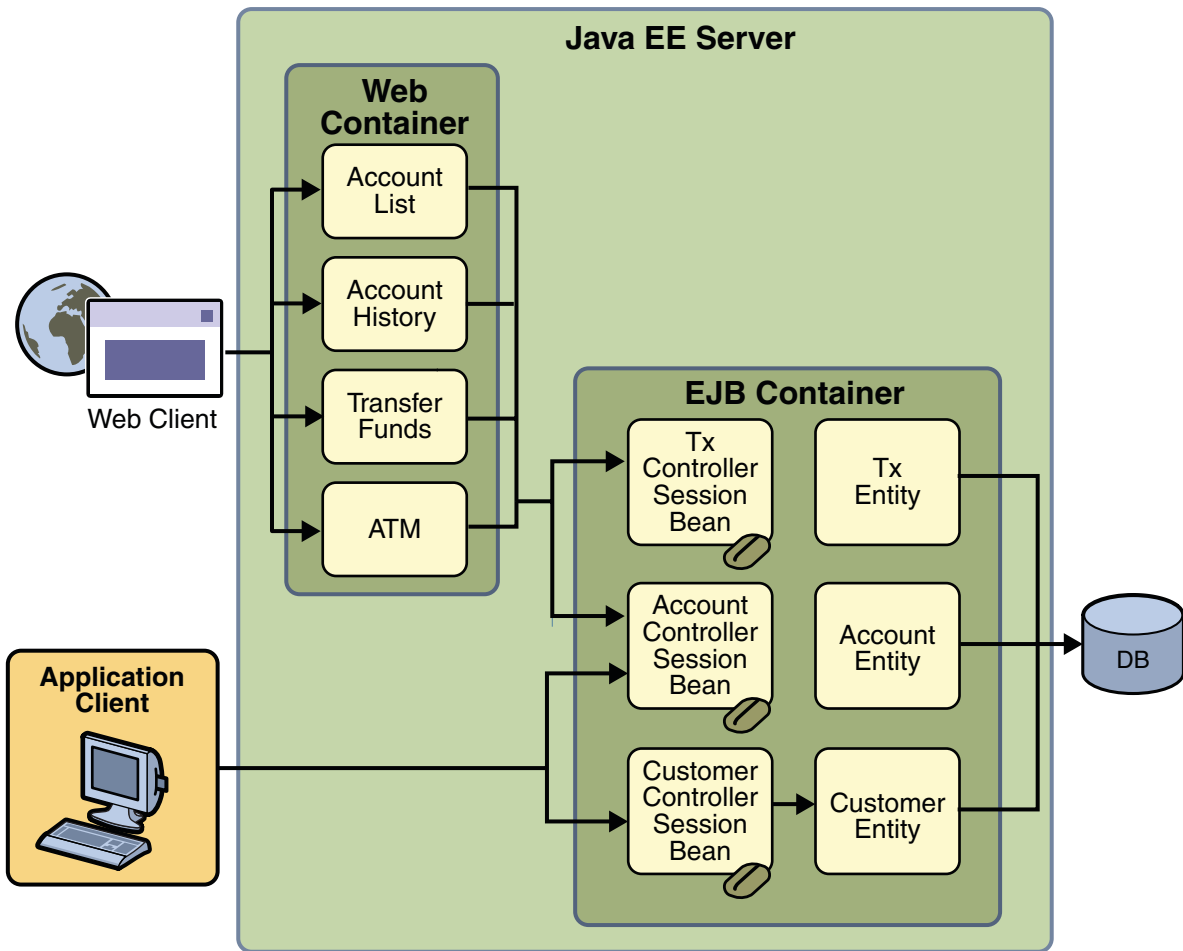 Java EE Server
Web
Container
Account
List
Account
History
Transfer
Funds
ATM
Web Client
EJB Container
Tx
Controller
Session
Bean
Tx
Entity
Account
Controller
Session
Bean
Account
Entity
Customer
Controller
Session
Bean
Customer
Entity
DB
Application
Client